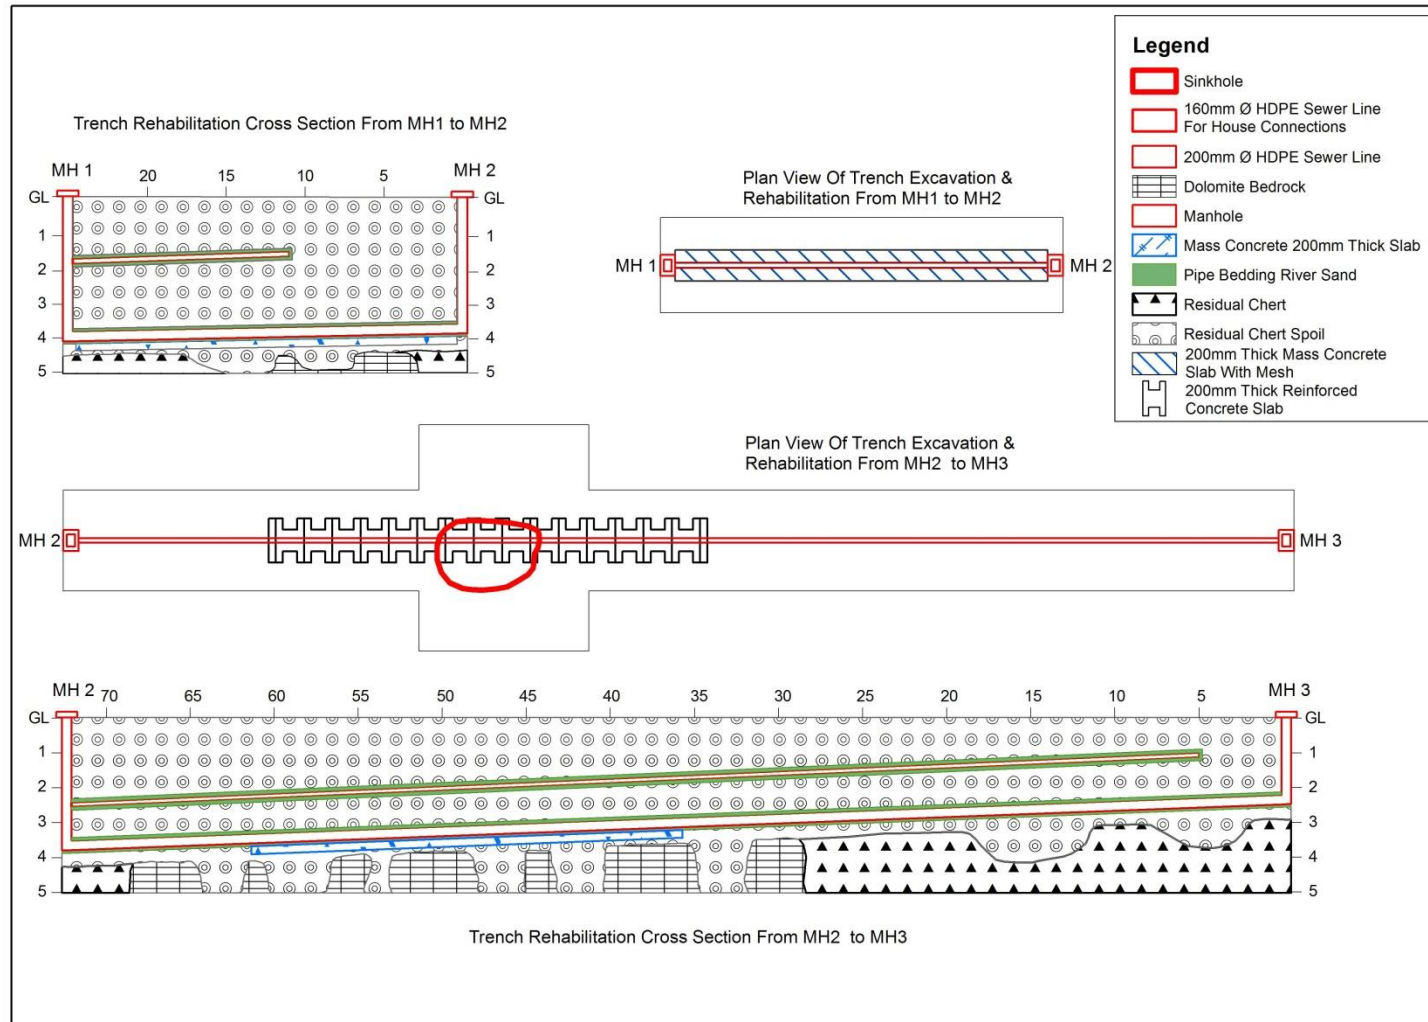 Legend
Sinkhole
160mm Ø HDPE Sewer Line
For House Connections
200mm Ø HDPE Sewer Line
Dolomite Bedrock
Manhole
Mass Concrete 200mm Thick Slab
Pipe Bedding River Sand
Residual Chert
Residual Chert Spoil
200mm Thick Mass Concrete
Slab With Mesh
200mm Thick Reinforced
Concrete Slab
Trench Rehabilitation Cross Section From MH1 to MH2
MH 1 20 15 10 5 MH 2
GL GL
1 1
2 2
3 3
4 4
5 5
Plan View Of Trench Excavation &
Rehabilitation From MH1 to MH2
MH 1 MH 2
Plan View Of Trench Excavation &
Rehabilitation From MH2 to MH3
MH 2 MH 3
MH 2 70 65 60 55 50 45 40 35 30 25 20 15 10 5 MH 3
GL GL
1 1
2 2
3 3
4 4
5 5
Trench Rehabilitation Cross Section From MH2 to MH3